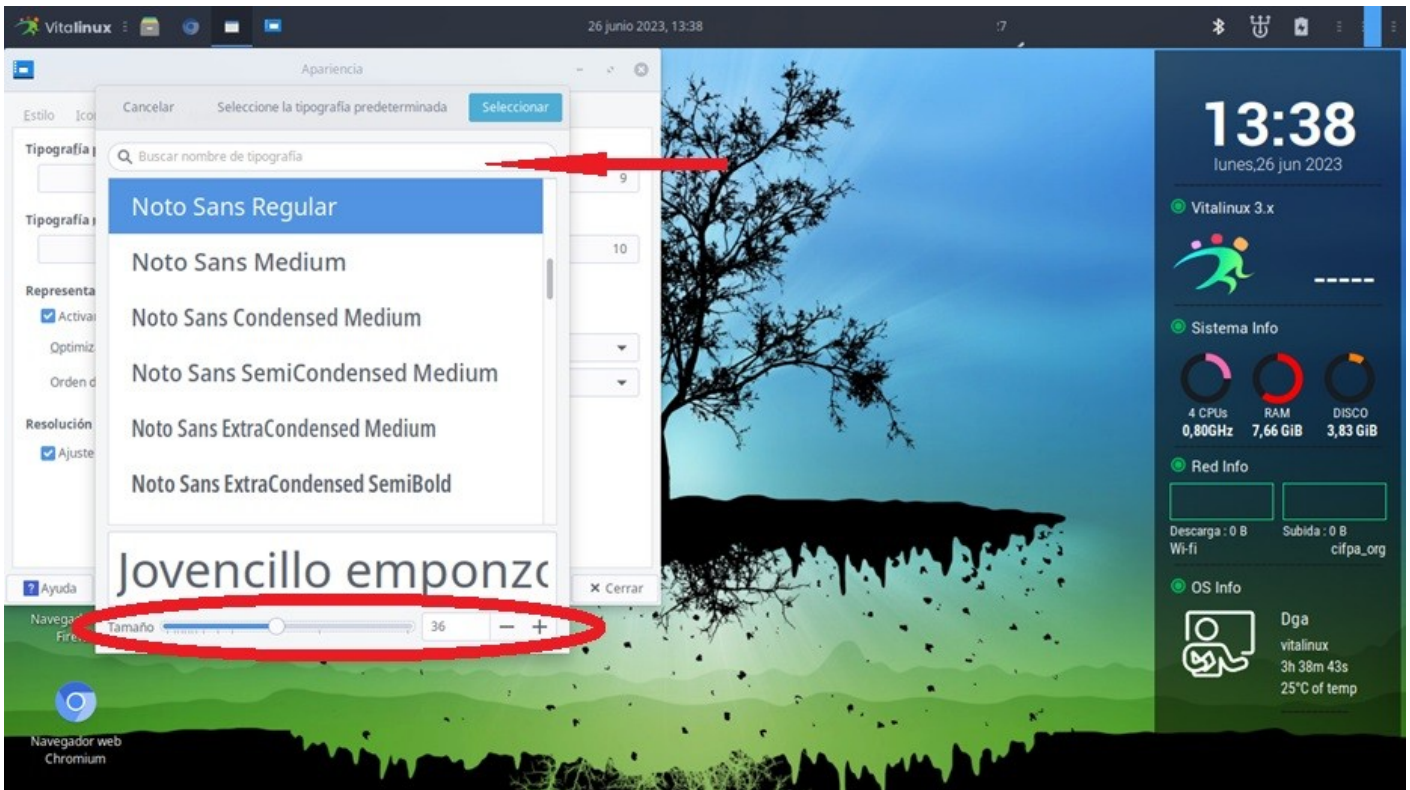 Vitalinux
26 junio 2023, 13:38
Apariencia
Cancelar
Seleccione la tipografía predeterminada
Seleccionar
Estilo
Tipografía
Buscar nombre de tipografía
9
Noto Sans Regular
Tipografía
10
Noto Sans Medium
Noto Sans Condensed Medium
Noto Sans SemiCondensed Medium
Noto Sans ExtraCondensed Medium
Noto Sans ExtraCondensed SemiBold
Representa
Activa
Optimiz
Orden d
Resolución
Ajuste
Jovencillo emponzo
Ayuda
Cerrar
Tamaño
36
Navega
Fire
Navegador web
Chromium
13:38
lunes,26 jun 2023
Vitalinux 3.x
-----
Sistema Info
4 CPUs RAM DISCO
0,80GHz 7,66 GiB 3,83 GiB
Red Info
Descarga : 0 B Subida : 0 B
Wi-fi cifpa_org
OS Info
Dga
vitalinux
3h 38m 43s
25°C of temp